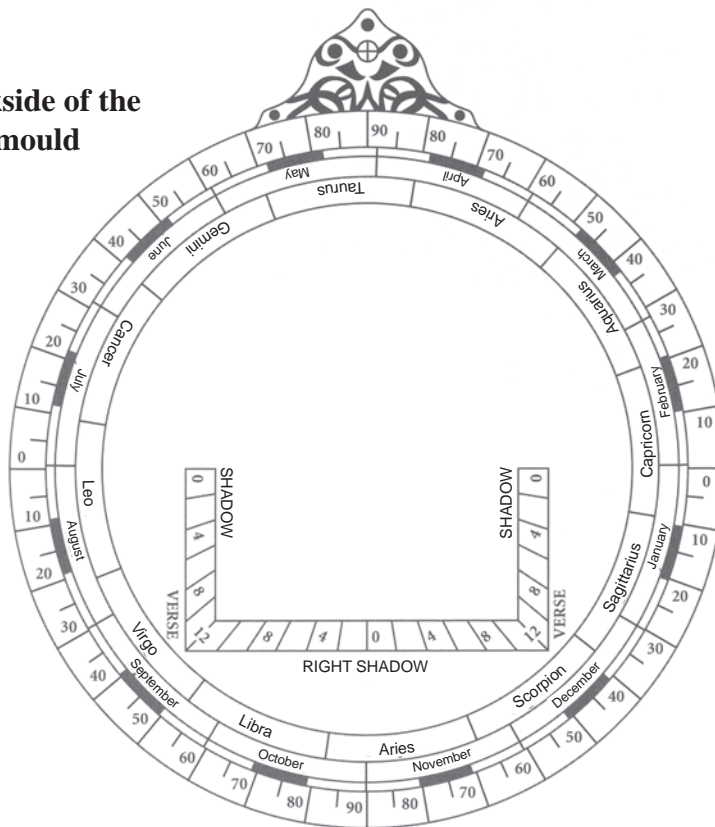 kside of the
mould
0 10 20 30 40 50 60 70 80 90 80 70 60 50 40 30 20 10
0 10 20 30 40 50 60 70 80 90 80 70 60 50 40 30 20 10
July
June
May
April
March
February
January
December
November
October
September
August
Cancer
Gemini
Taurus
Aries
Aquarius
Capricorn
Sagittarius
Scorpion
Aries
Libra
Virgo
Leo
SHADOW
SHADOW
0 4 8 12
8 4 0 4 8
12 8 4 0
VERSE
VERSE
RIGHT SHADOW